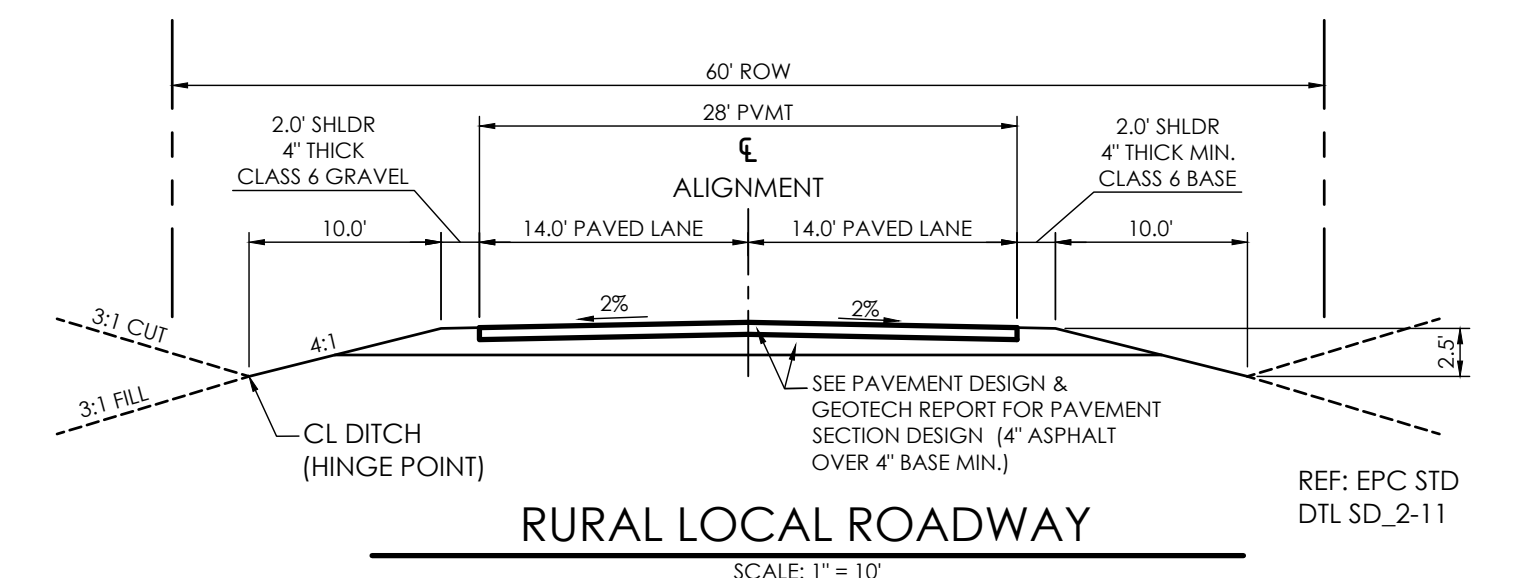 60' ROW
28' PVMT
2.0' SHLDR
4" THICK
CLASS 6 GRAVEL
℄
ALIGNMENT
2.0' SHLDR
4" THICK MIN.
CLASS 6 BASE
10.0'
14.0' PAVED LANE
14.0' PAVED LANE
10.0'
2%
2%
3:1 CUT
4:1
2.5'
3:1 FILL
CL DITCH
(HINGE POINT)
SEE PAVEMENT DESIGN &
GEOTECH REPORT FOR PAVEMENT
SECTION DESIGN (4" ASPHALT
OVER 4" BASE MIN.)
REF: EPC STD
DTL SD_2-11
RURAL LOCAL ROADWAY
SCALE: 1" = 10'